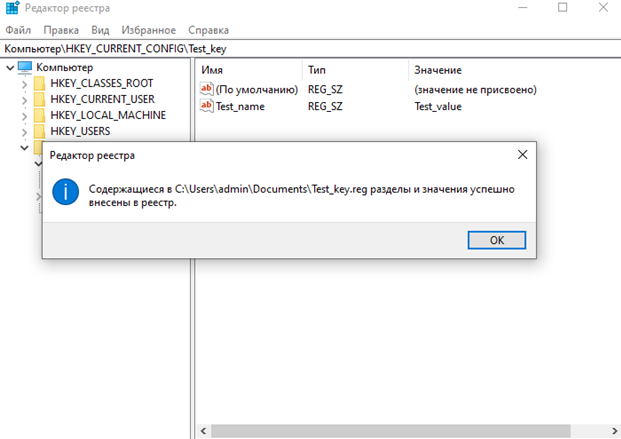 Редактор реестра
Файл Правка Вид Избранное Справка
Компьютер\HKEY_CURRENT_CONFIG\Test_key
Компьютер
HKEY_CLASSES_ROOT
HKEY_CURRENT_USER
HKEY_LOCAL_MACHINE
HKEY_USERS
Имя Тип Значение
(По умолчанию) REG_SZ (значение не присвоено)
Test_name REG_SZ Test_value
Редактор реестра
Содержащиеся в C:\Users\admin\Documents\Test_key.reg разделы и значения успешно
внесены в реестр.
OK